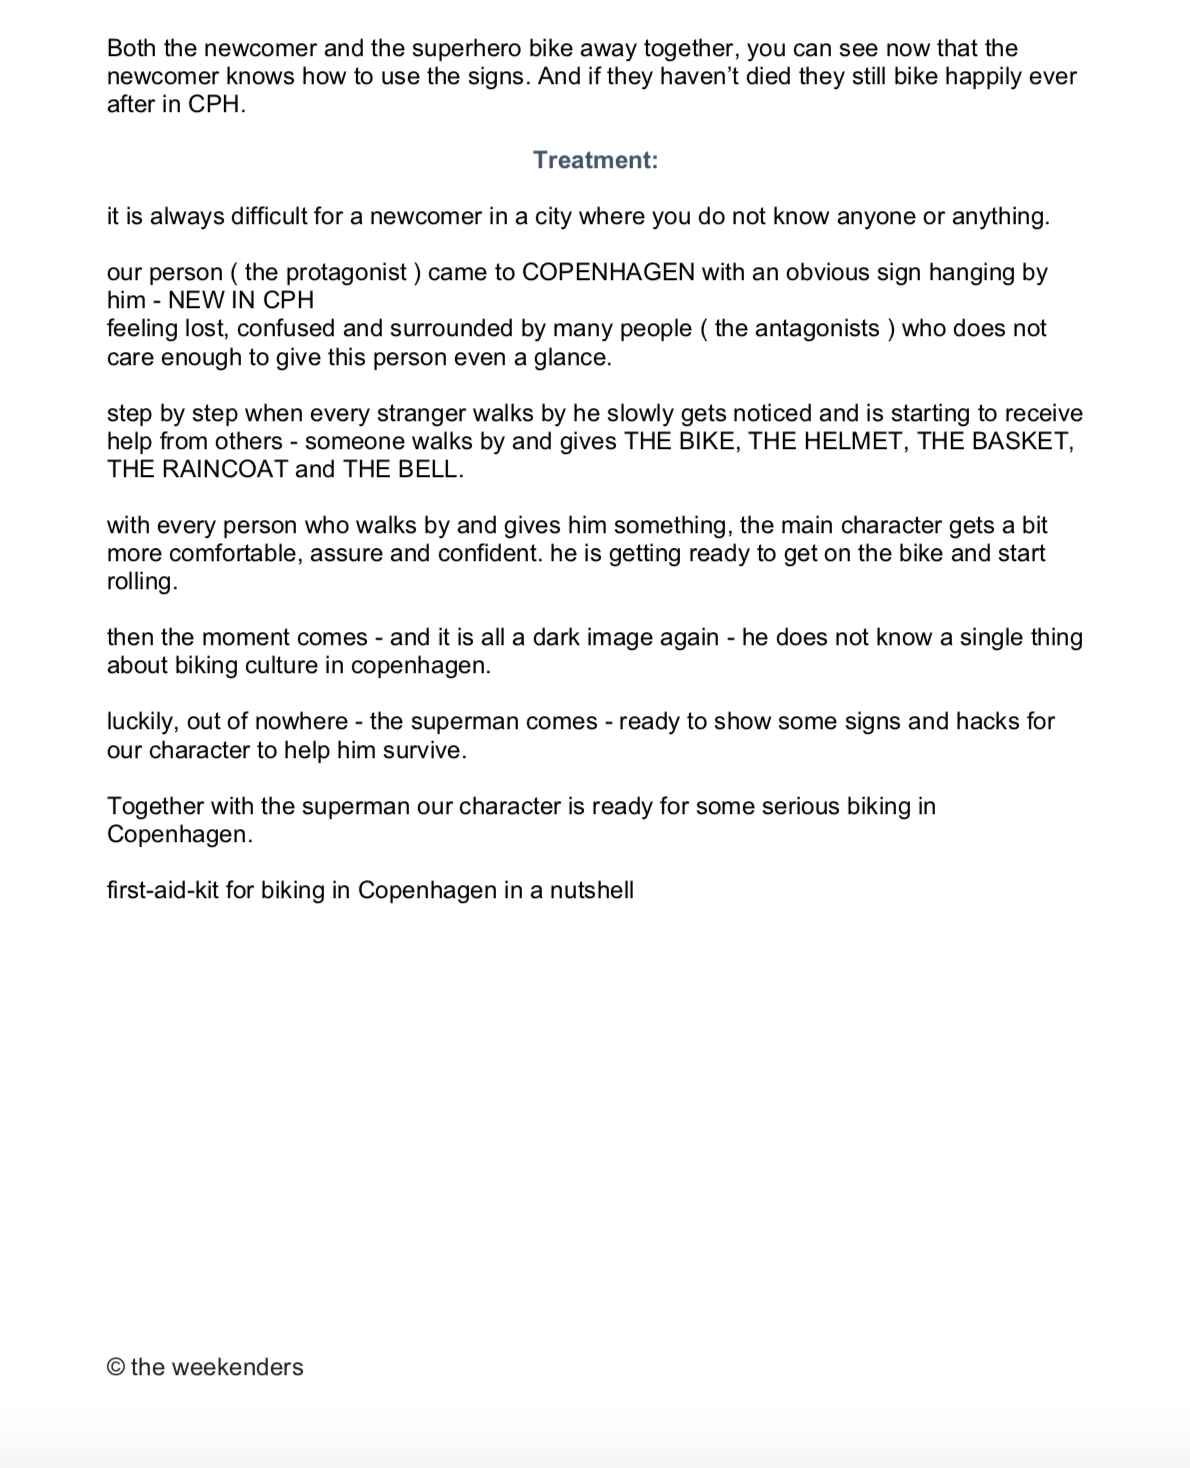 Both the newcomer and the superhero bike away together, you can see now that the
newcomer knows how to use the signs. And if they haven’t died they still bike happily ever
after in CPH.
Treatment:
it is always difficult for a newcomer in a city where you do not know anyone or anything.
our person ( the protagonist ) came to COPENHAGEN with an obvious sign hanging by
him - NEW IN CPH
feeling lost, confused and surrounded by many people ( the antagonists ) who does not
care enough to give this person even a glance.
step by step when every stranger walks by he slowly gets noticed and is starting to receive
help from others - someone walks by and gives THE BIKE, THE HELMET, THE BASKET,
THE RAINCOAT and THE BELL.
with every person who walks by and gives him something, the main character gets a bit
more comfortable, assure and confident. he is getting ready to get on the bike and start
rolling.
then the moment comes - and it is all a dark image again - he does not know a single thing
about biking culture in copenhagen.
luckily, out of nowhere - the superman comes - ready to show some signs and hacks for
our character to help him survive.
Together with the superman our character is ready for some serious biking in
Copenhagen.
first-aid-kit for biking in Copenhagen in a nutshell
© the weekenders